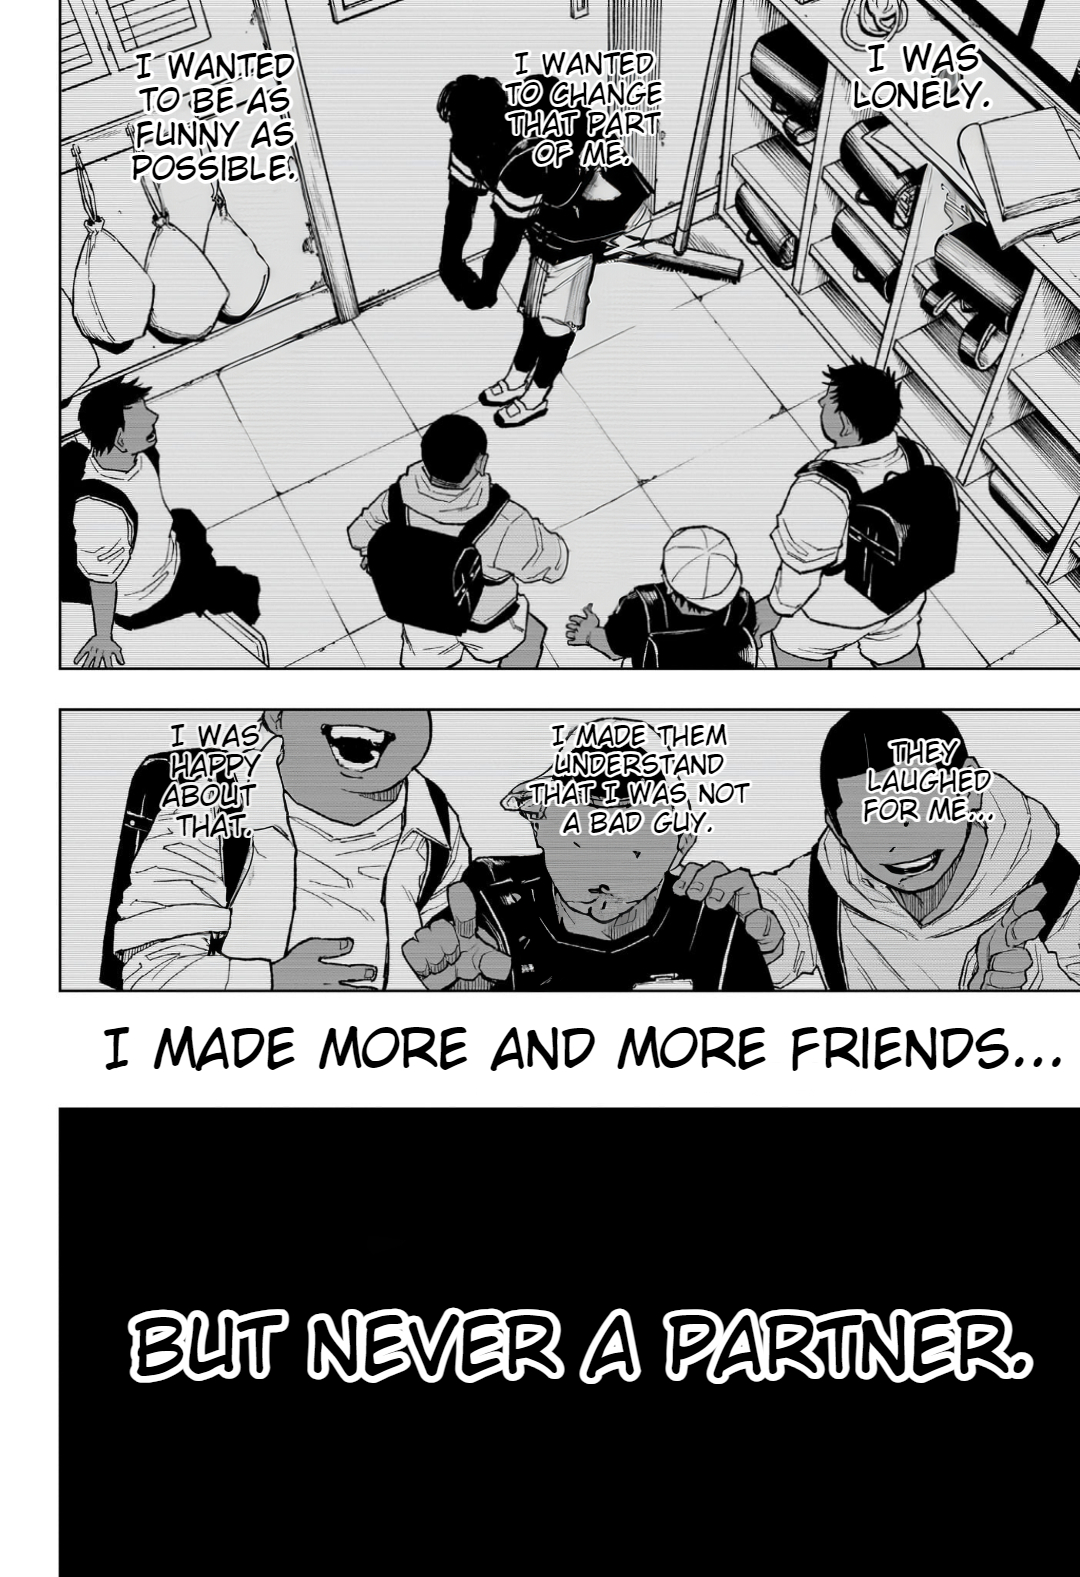 I WAS
LONELY.
I WANTED
TO CHANGE
THAT PART
OF ME.
I WANTED
TO BE AS
FUNNY AS
POSSIBLE.
THEY
LAUGHED
FOR ME...
I MADE THEM
UNDERSTAND
THAT I WAS NOT
A BAD GUY.
I WAS
HAPPY
ABOUT
THAT.
I MADE MORE AND MORE FRIENDS...
BUT NEVER A PARTNER.